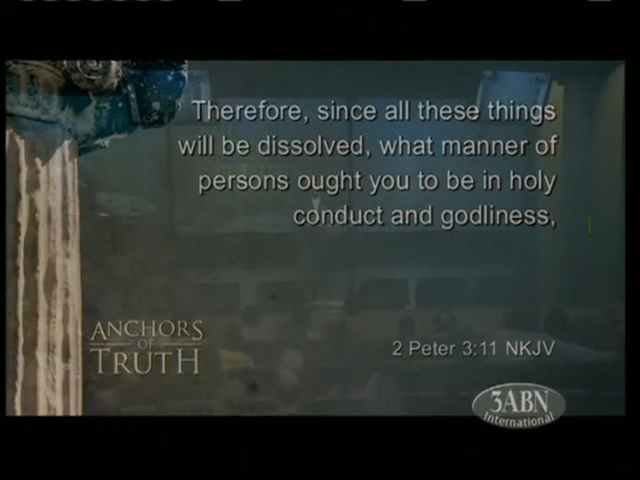 Therefore, since all these things
will be dissolved, what manner of
persons ought you to be in holy
conduct and godliness,
ANCHORS
OF
TRUTH
2 Peter 3:11 NKJV
3ABN
International